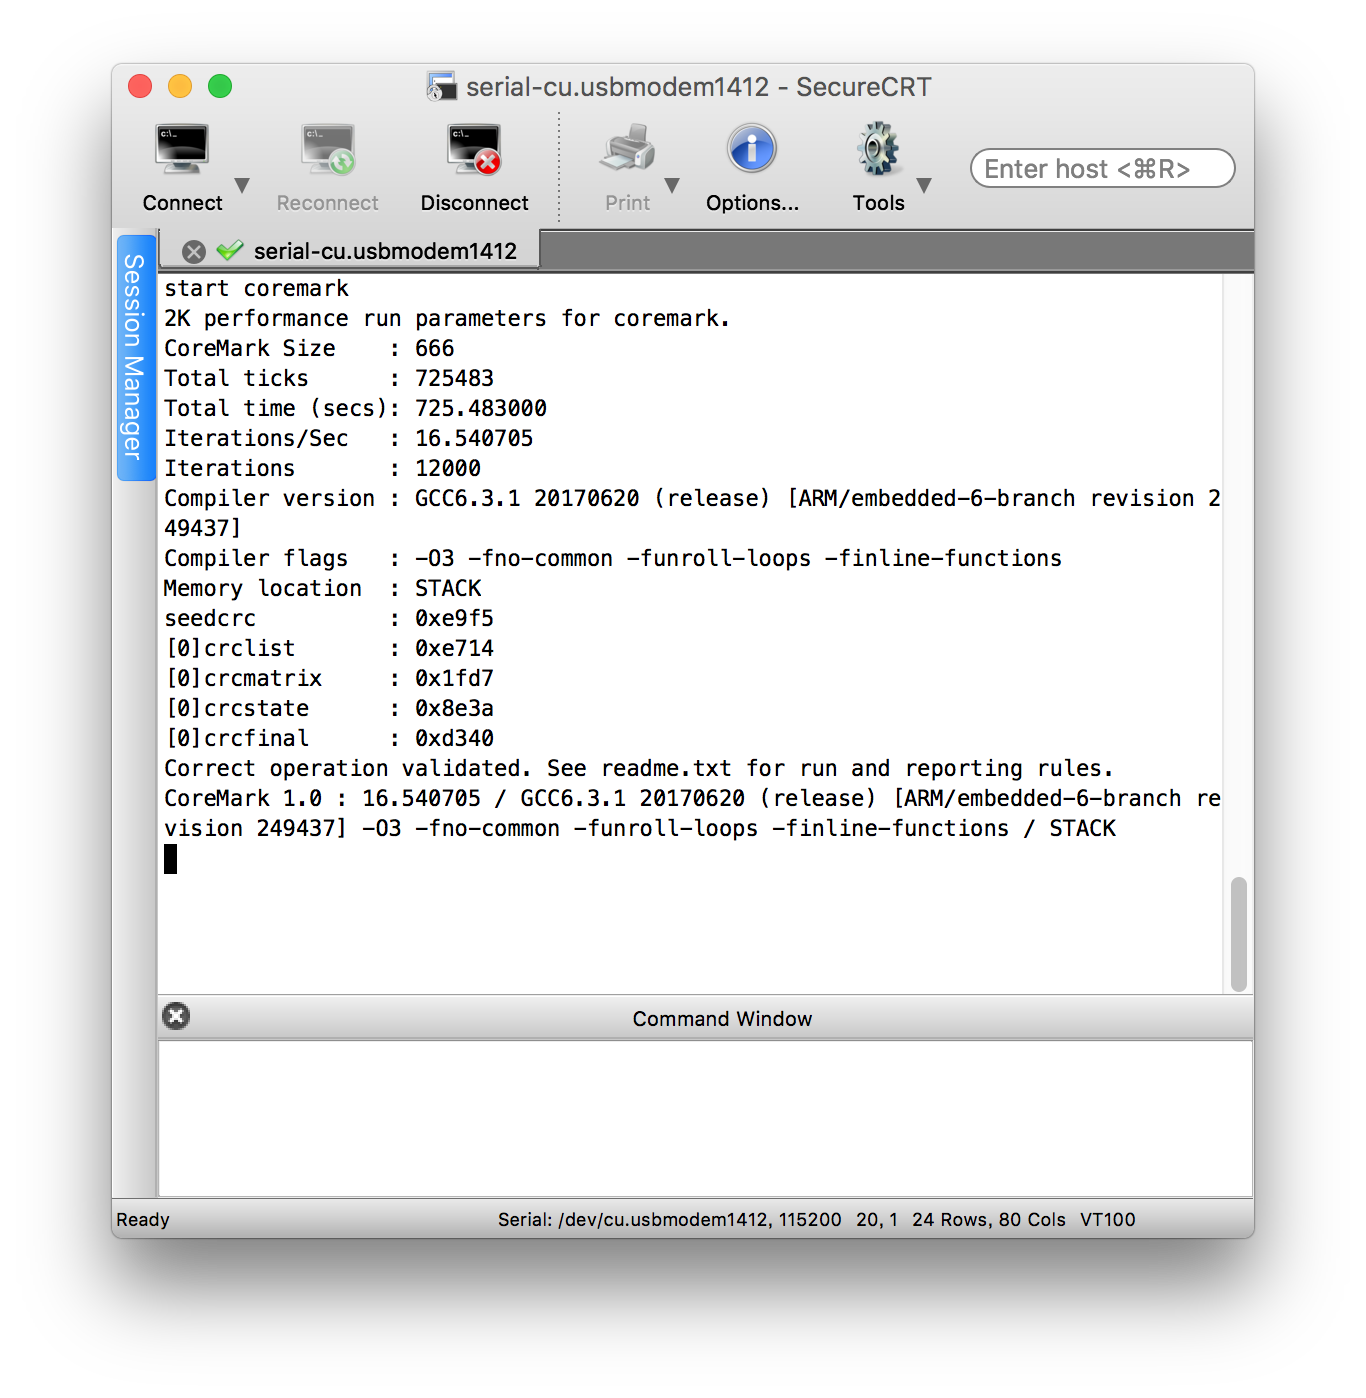 serial-cu.usbmodem1412 - SecureCRT
Connect
Reconnect
Disconnect
Print
Options...
Tools
Enter host <⌘R>
Session Manager
serial-cu.usbmodem1412
start coremark
2K performance run parameters for coremark.
CoreMark Size    : 666
Total ticks      : 725483
Total time (secs): 725.483000
Iterations/Sec   : 16.540705
Iterations       : 12000
Compiler version : GCC6.3.1 20170620 (release) [ARM/embedded-6-branch revision 2
49437]
Compiler flags   : -O3 -fno-common -funroll-loops -finline-functions
Memory location  : STACK
seedcrc          : 0xe9f5
[0]crclist       : 0xe714
[0]crcmatrix     : 0x1fd7
[0]crcstate      : 0x8e3a
[0]crcfinal      : 0xd340
Correct operation validated. See readme.txt for run and reporting rules.
CoreMark 1.0 : 16.540705 / GCC6.3.1 20170620 (release) [ARM/embedded-6-branch re
vision 249437] -O3 -fno-common -funroll-loops -finline-functions / STACK
Command Window
Ready
Serial: /dev/cu.usbmodem1412, 115200 20, 1 24 Rows, 80 Cols VT100